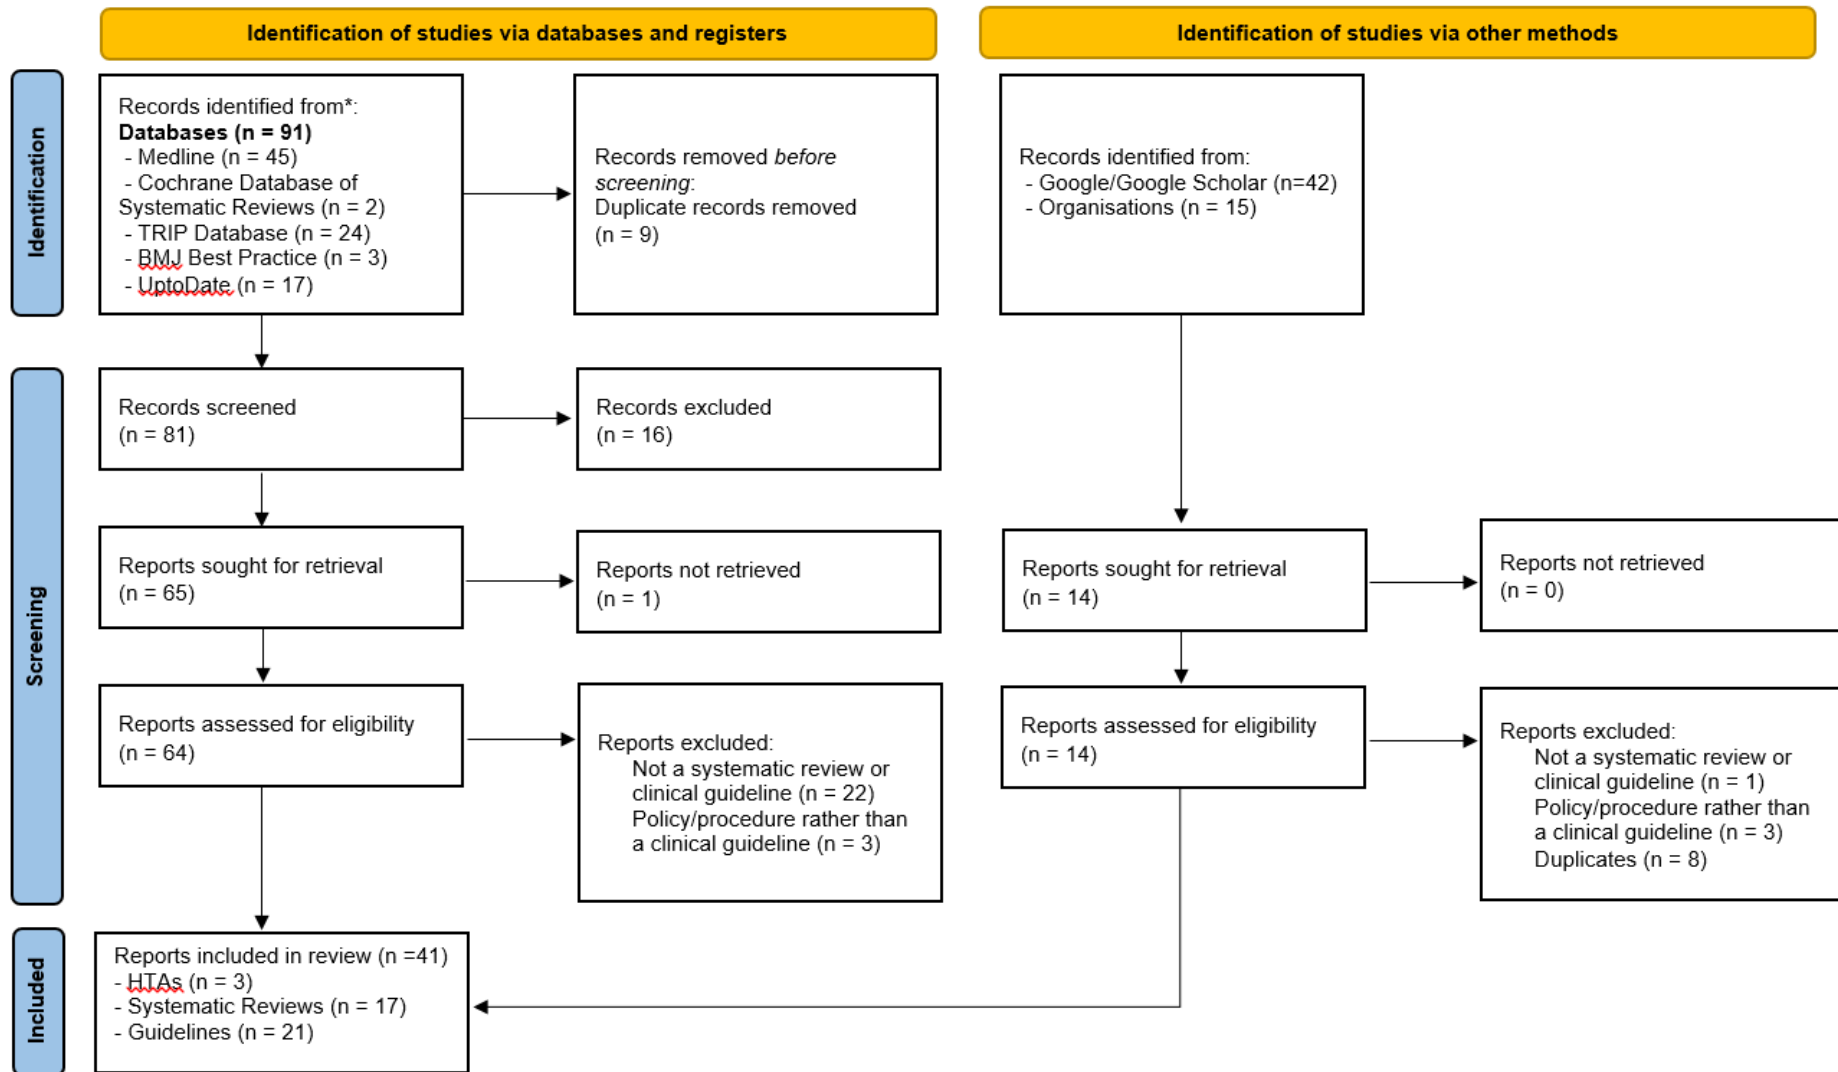 Identification of studies via databases and registers
Identification of studies via other methods
Identification
Records identified from*:
Databases (n = 91)
- Medline (n = 45)
- Cochrane Database of
Systematic Reviews (n = 2)
- TRIP Database (n = 24)
- BMJ Best Practice (n = 3)
- UptoDate (n = 17)
Records removed before
screening:
Duplicate records removed
(n = 9)
Records identified from:
- Google/Google Scholar (n=42)
- Organisations (n = 15)
Screening
Records screened
(n = 81)
Records excluded
(n = 16)
Reports sought for retrieval
(n = 65)
Reports not retrieved
(n = 1)
Reports sought for retrieval
(n = 14)
Reports not retrieved
(n = 0)
Reports assessed for eligibility
(n = 64)
Reports excluded:
Not a systematic review or
clinical guideline (n = 22)
Policy/procedure rather than
a clinical guideline (n = 3)
Reports assessed for eligibility
(n = 14)
Reports excluded:
Not a systematic review or
clinical guideline (n = 1)
Policy/procedure rather than
a clinical guideline (n = 3)
Duplicates (n = 8)
Included
Reports included in review (n =41)
- HTAs (n = 3)
- Systematic Reviews (n = 17)
- Guidelines (n = 21)